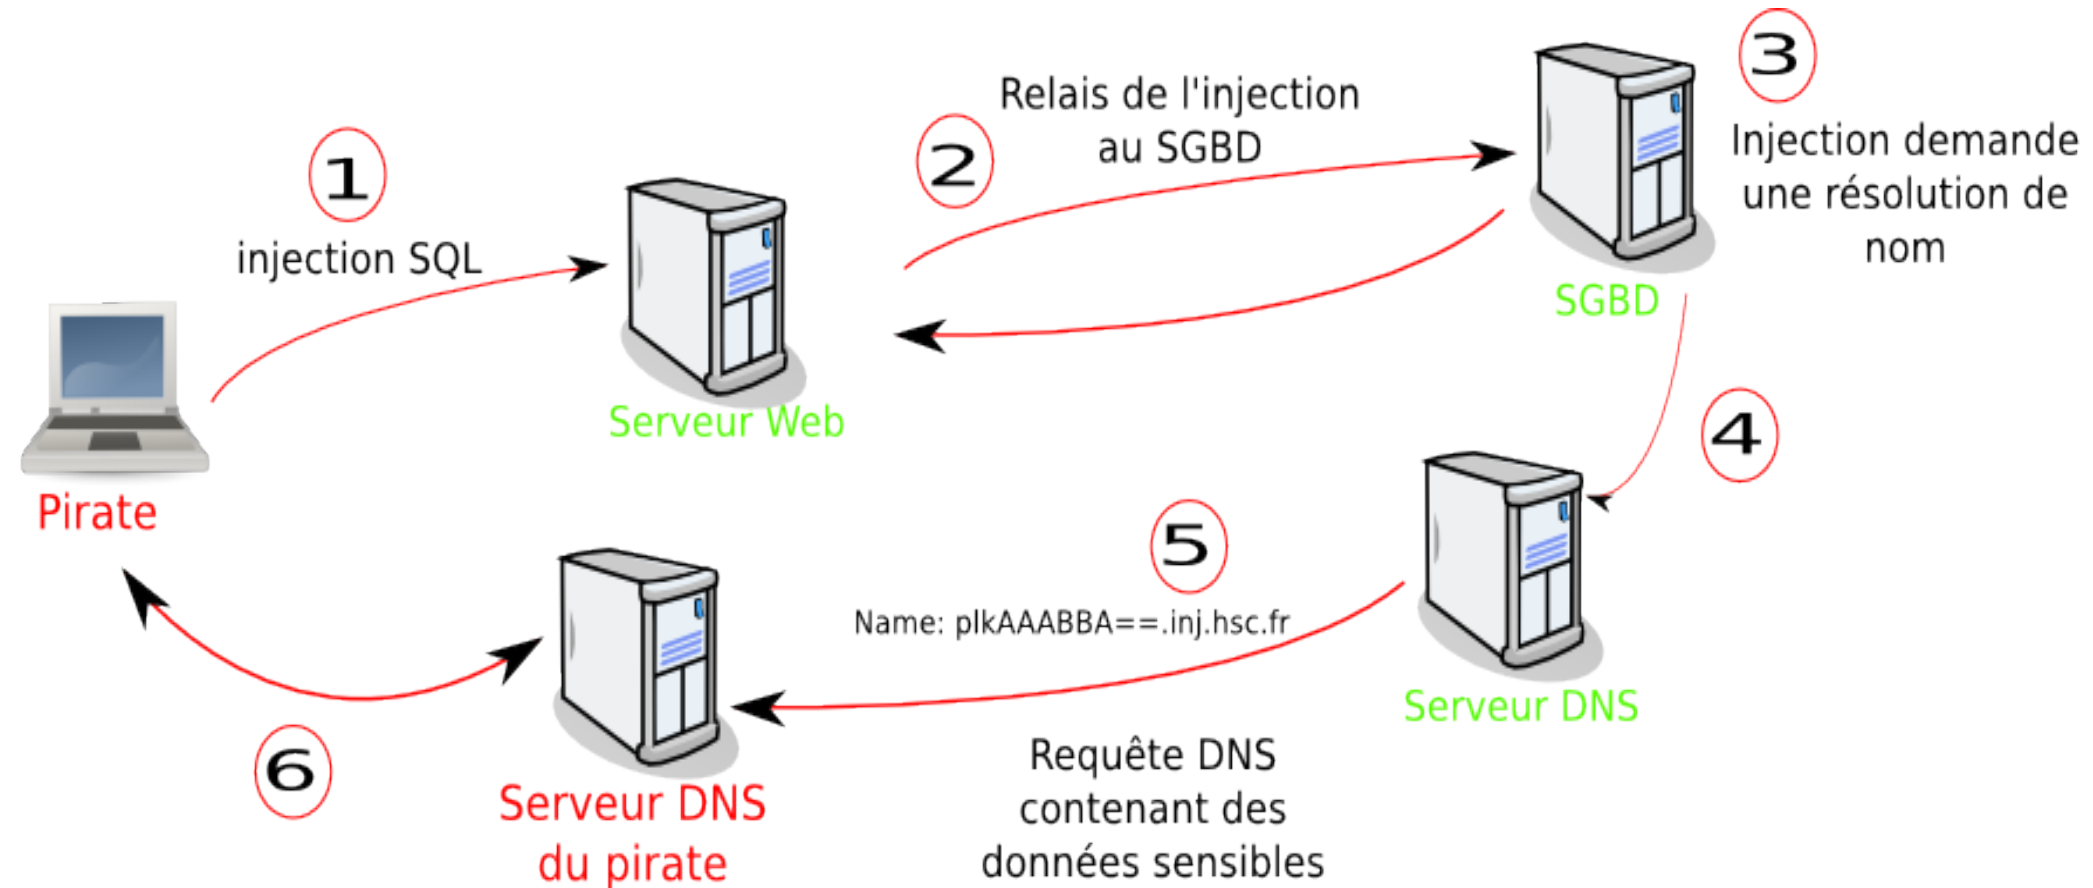 1
injection SQL
Pirate
Serveur Web
2
Relais de l'injection
au SGBD
3
Injection demande
une résolution de
nom
SGBD
4
Serveur DNS
5
Name: plkAAABBA==.inj.hsc.fr
Requête DNS
contenant des
données sensibles
Serveur DNS
du pirate
6